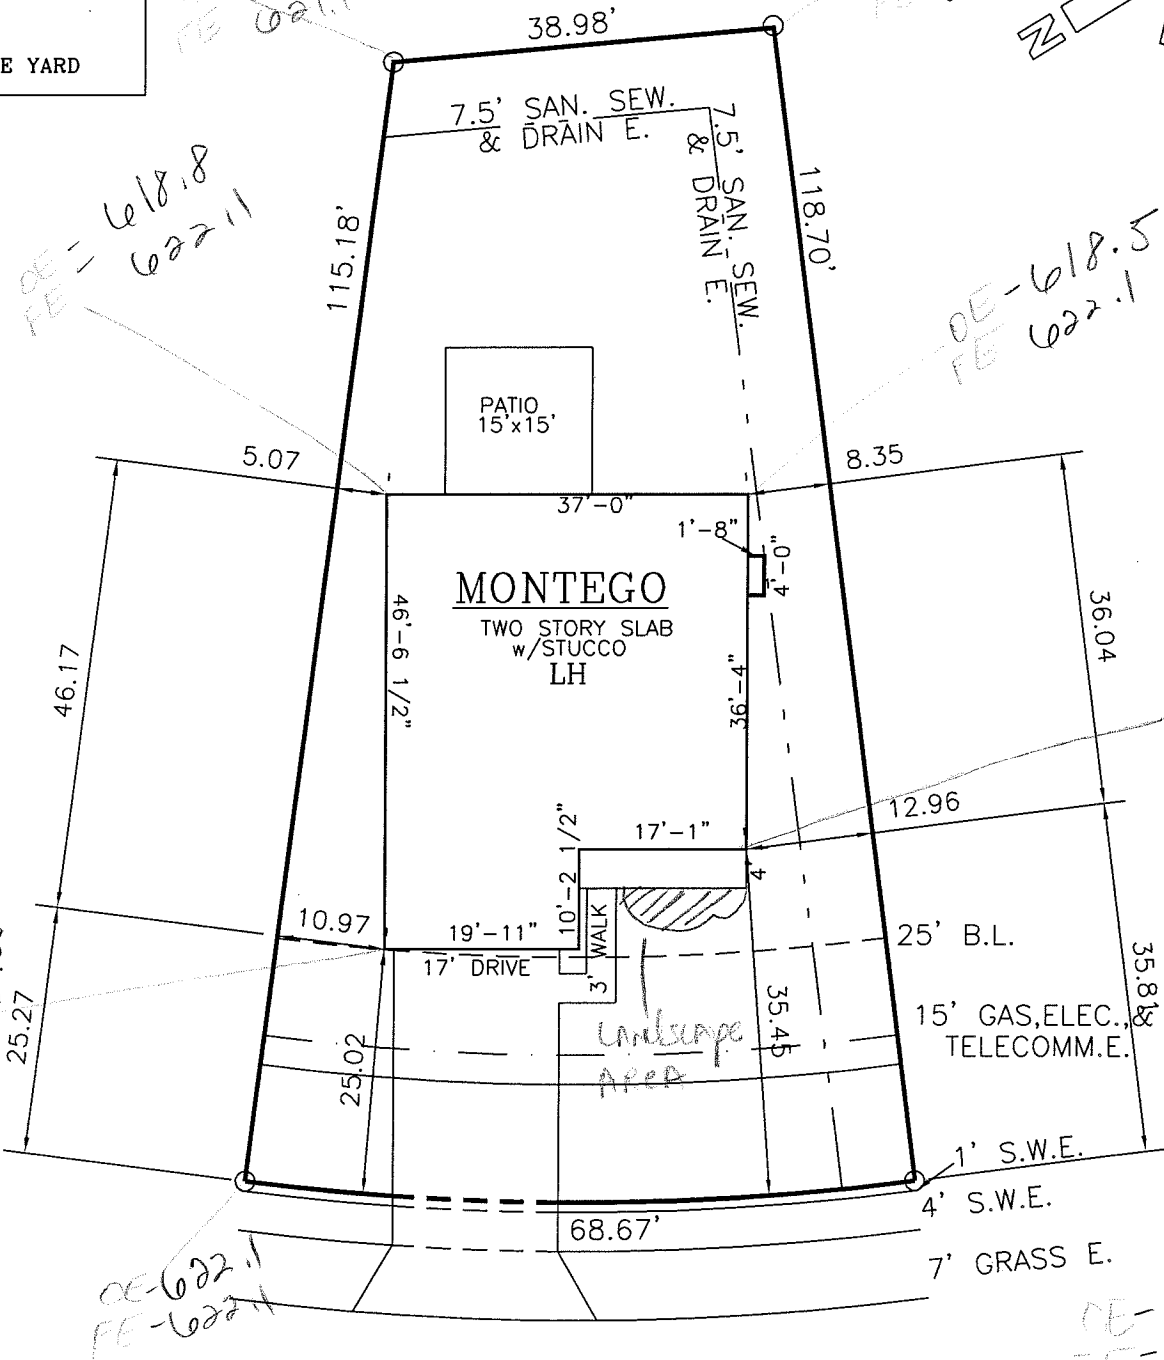 E YARD
FE 621.1
FE
N
38.98'
7.5' SAN. SEW.
& DRAIN E.
7.5' SAN. SEW.
& DRAIN E.
115.18'
118.70'
OE = 618.8
FE 622.1
OE - 618.5
FE 622.1
PATIO
15'x15'
5.07
8.35
37'-0"
1'-8"
4'-0"
MONTEGO
TWO STORY SLAB
w/STUCCO
LH
46'-6 1/2"
36'-4"
46.17
36.04
17'-1"
12.96
10'-2 1/2"
4'
10.97
19'-11"
17' DRIVE
3' WALK
25' B.L.
25.27
25.02
35.45
35.81
Landscape
AREA
15' GAS,ELEC.,&
TELECOMM.E.
1' S.W.E.
4' S.W.E.
68.67'
7' GRASS E.
OE-622.1
FE-622.1
OE-